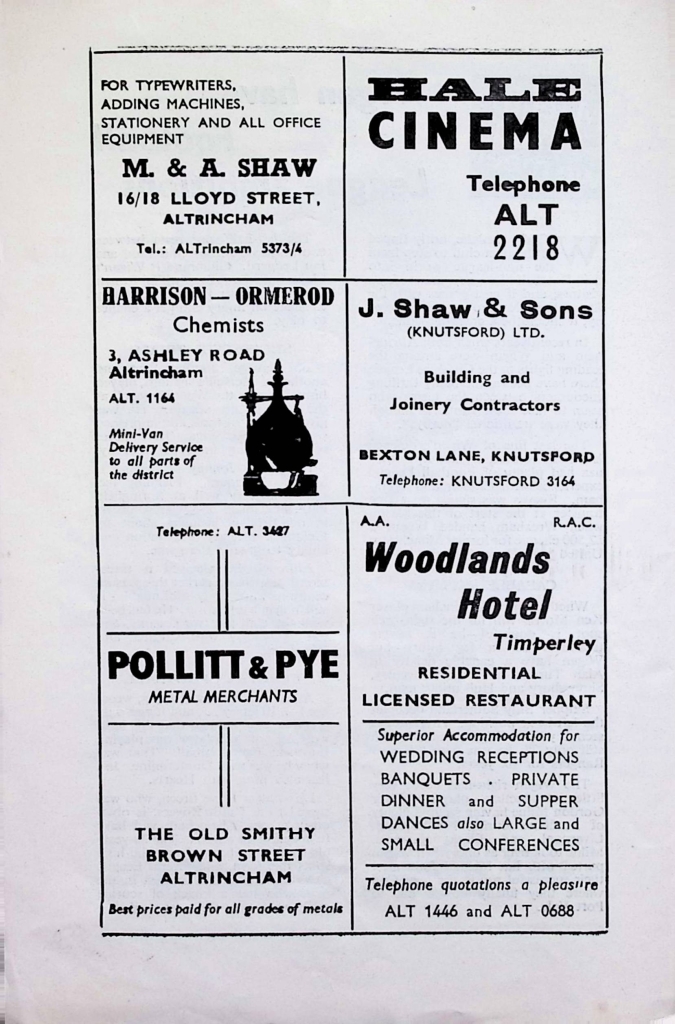 FOR TYPEWRITERS,
ADDING MACHINES,
STATIONERY AND ALL OFFICE
EQUIPMENT
M. & A. SHAW
16/18 LLOYD STREET,
ALTRINCHAM
Tel.: ALTrincham 5373/4
HALE
CINEMA
Telephone
ALT
2218
HARRISON — ORMEROD
Chemists
3, ASHLEY ROAD
Altrincham
ALT. 1164
Mini-Van
Delivery Service
to all parts of
the district
J. Shaw & Sons
(KNUTSFORD) LTD.
Building and
Joinery Contractors
BEXTON LANE, KNUTSFORD
Telephone: KNUTSFORD 3164
Telephone: ALT. 3427
POLLITT & PYE
METAL MERCHANTS
THE OLD SMITHY
BROWN STREET
ALTRINCHAM
Best prices paid for all grades of metals
A.A. R.A.C.
Woodlands
Hotel
Timperley
RESIDENTIAL
LICENSED RESTAURANT
Superior Accommodation for
WEDDING RECEPTIONS
BANQUETS . PRIVATE
DINNER and SUPPER
DANCES also LARGE and
SMALL CONFERENCES
Telephone quotations a pleasure
ALT 1446 and ALT 0688